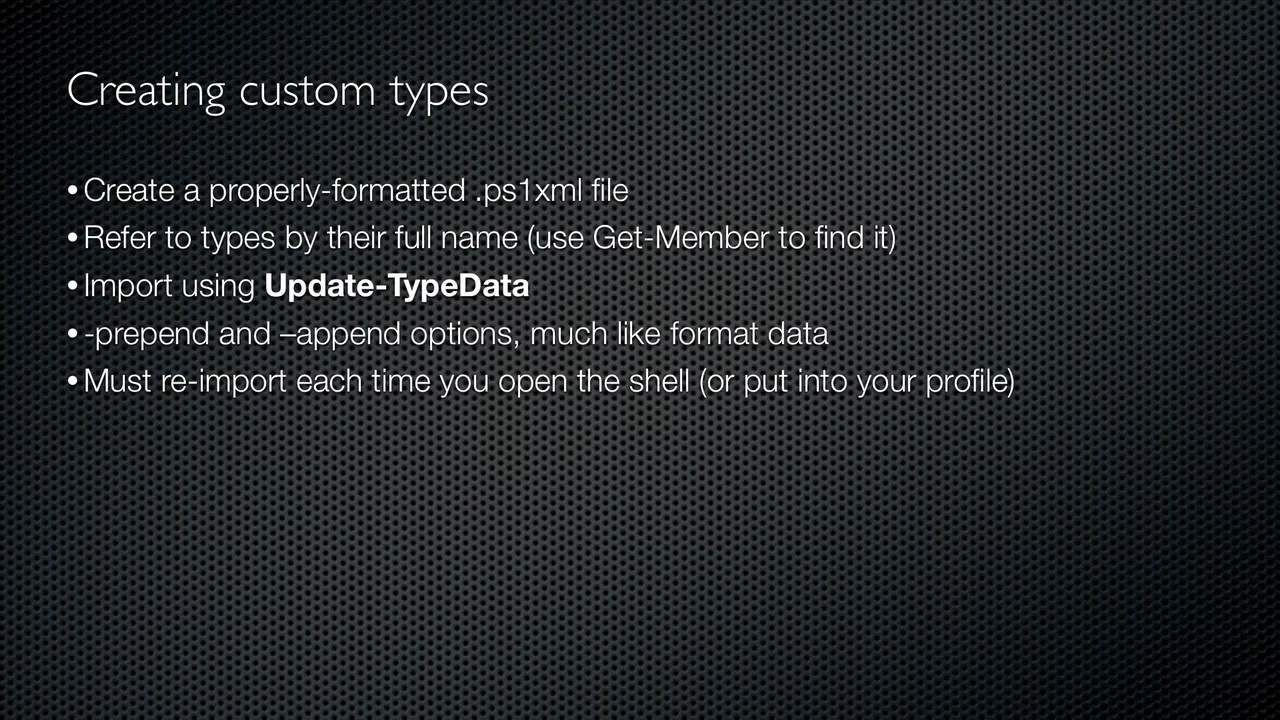 Creating custom types
• Create a properly-formatted .ps1xml file
• Refer to types by their full name (use Get-Member to find it)
• Import using Update-TypeData
• -prepend and –append options, much like format data
• Must re-import each time you open the shell (or put into your profile)